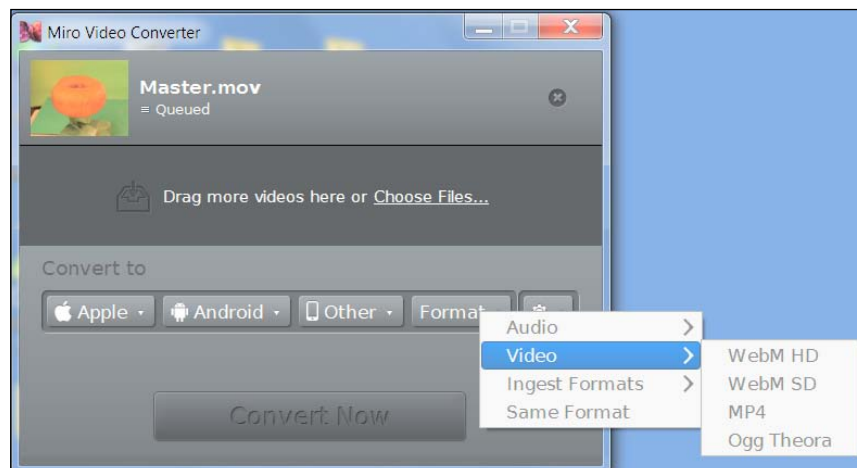 Miro Video Converter
Master.mov
= Queued
Drag more videos here or Choose Files...
Convert to
Apple
Android
Other
Format
Audio
Video
Ingest Formats
Same Format
WebM HD
WebM SD
MP4
Ogg Theora
Convert Now